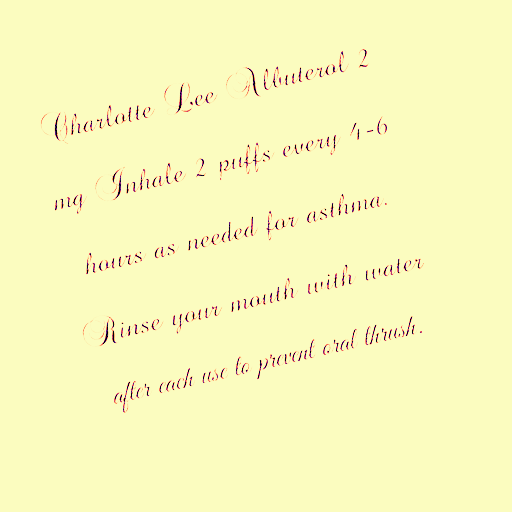 Charlotte Lee Albuterol 2
mg Inhale 2 puffs every 4-6
hours as needed for asthma.
Rinse your mouth with water
after each use to prevent oral thrush.